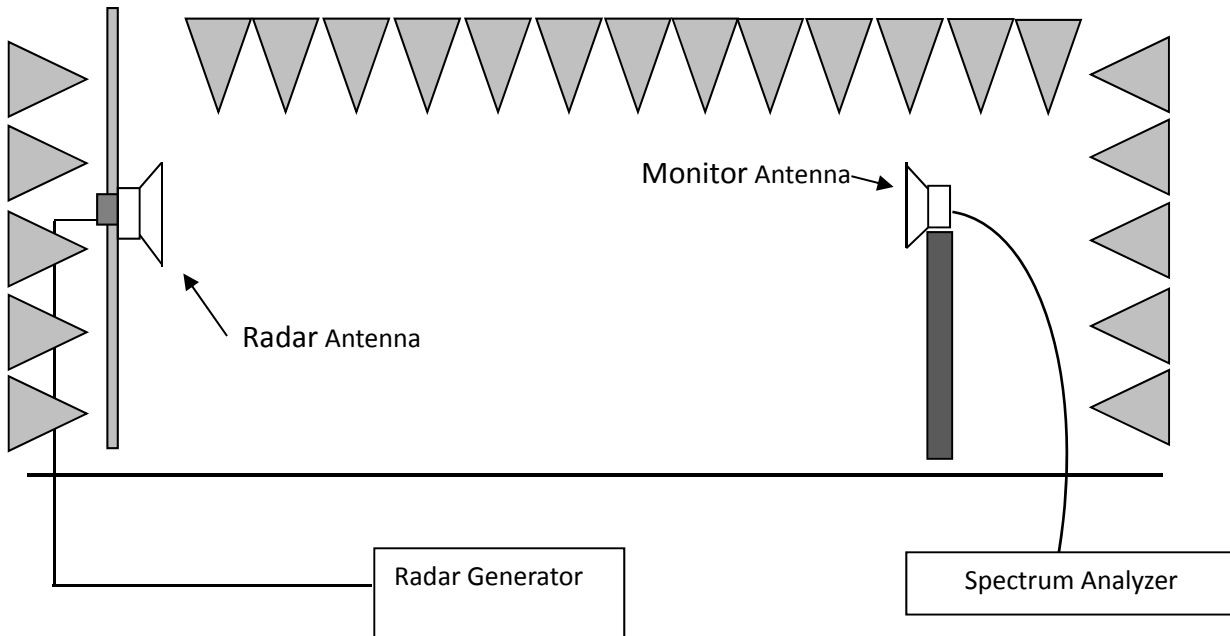 Monitor Antenna
Radar Antenna
Radar Generator
Spectrum Analyzer